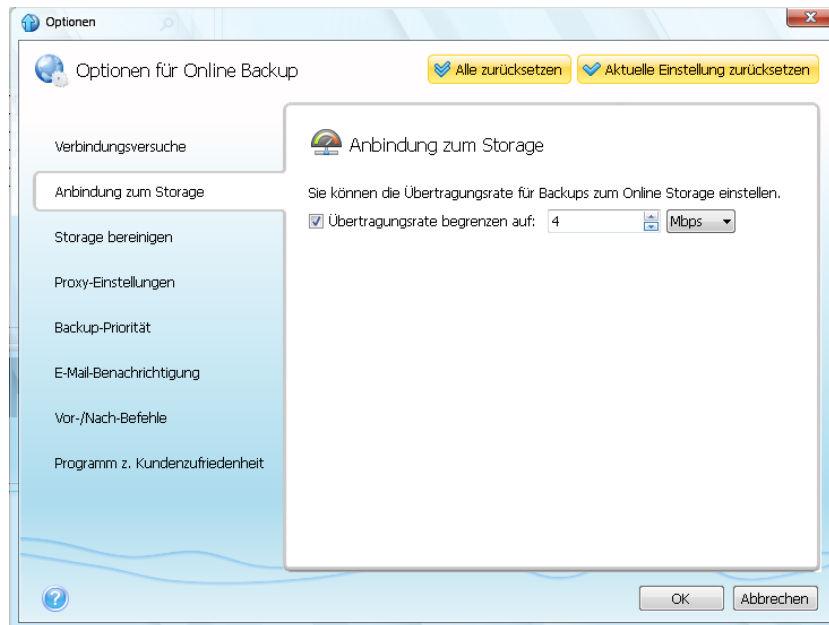 Optionen
Optionen für Online Backup
Alle zurücksetzen
Aktuelle Einstellung zurücksetzen
Verbindungsversuche
Anbindung zum Storage
Storage bereinigen
Proxy-Einstellungen
Backup-Priorität
E-Mail-Benachrichtigung
Vor-/Nach-Befehle
Programm z. Kundenzufriedenheit
Anbindung zum Storage
Sie können die Übertragungsrate für Backups zum Online Storage einstellen.
Übertragungsrate begrenzen auf: 4 Mbps
OK
Abbrechen